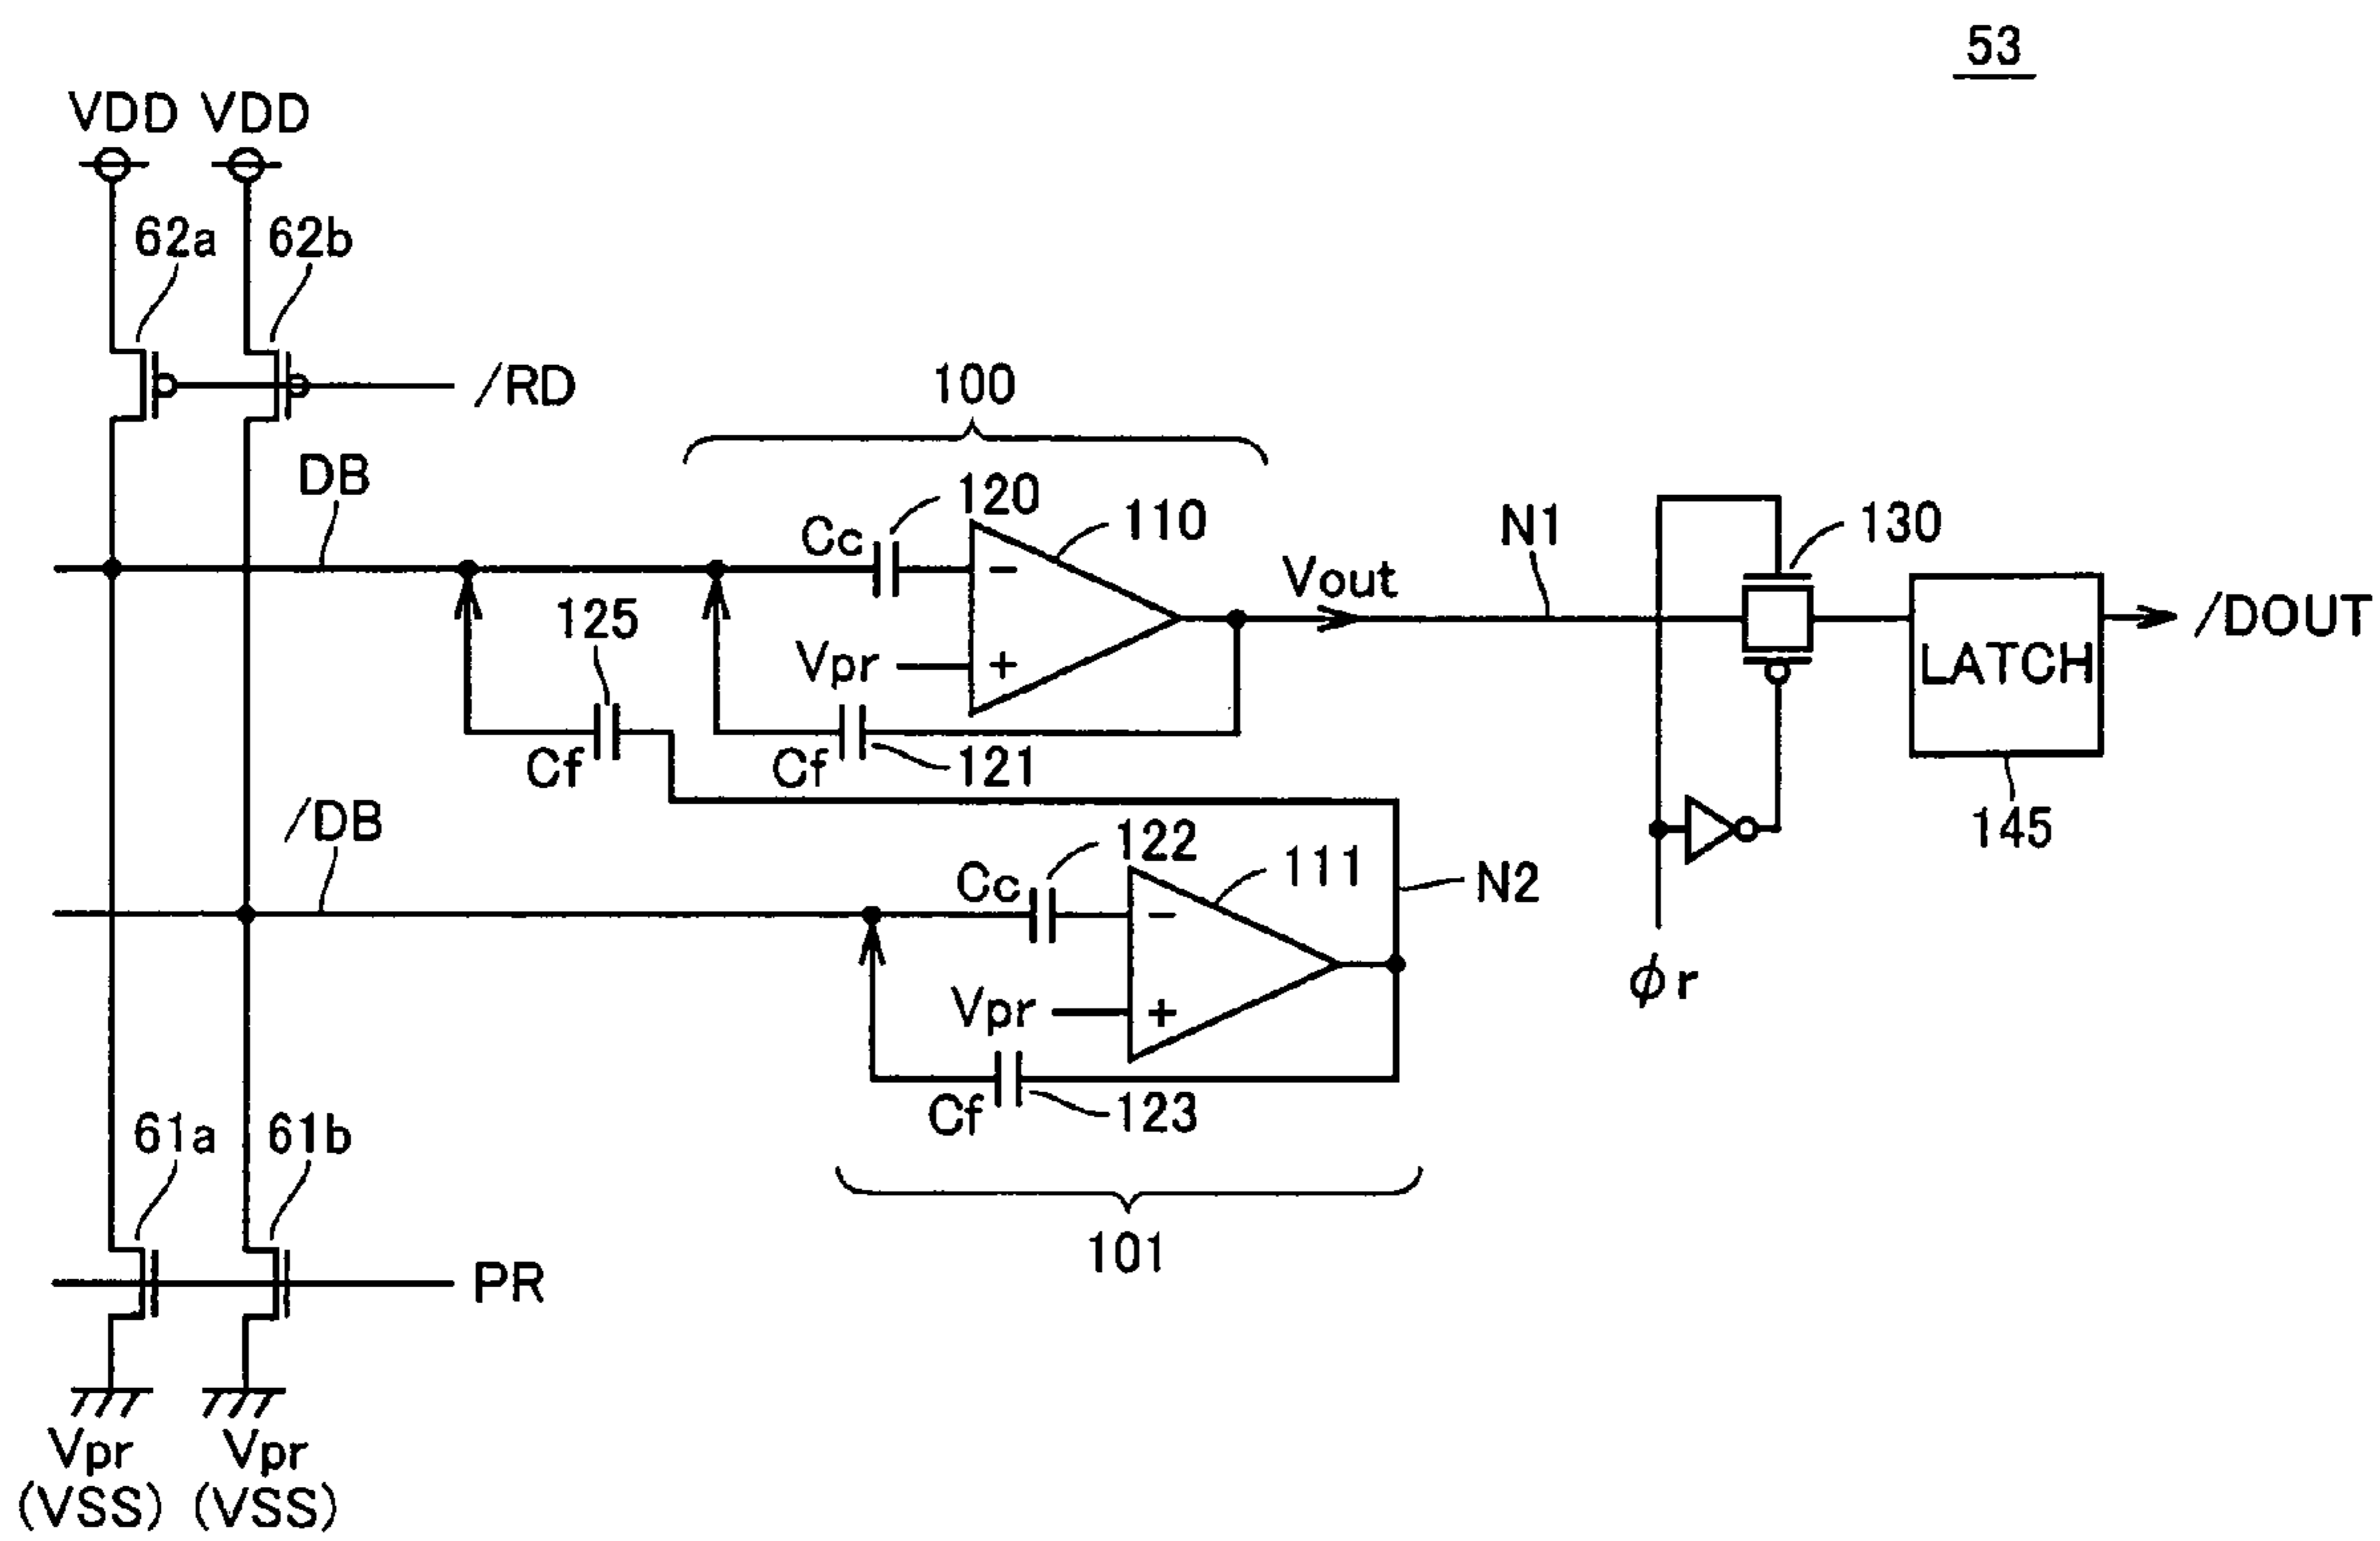 53
VDD VDD
62a 62b
/RD
100
DB
Cc 120
110
N1
130
Vout
125
Vpr
/DOUT
LATCH
Cf
Cf 121
/DB
145
Cc 122
111
N2
Vpr
φr
Cf 123
61a 61b
101
PR
Vpr Vpr
(VSS) (VSS)
− + − +